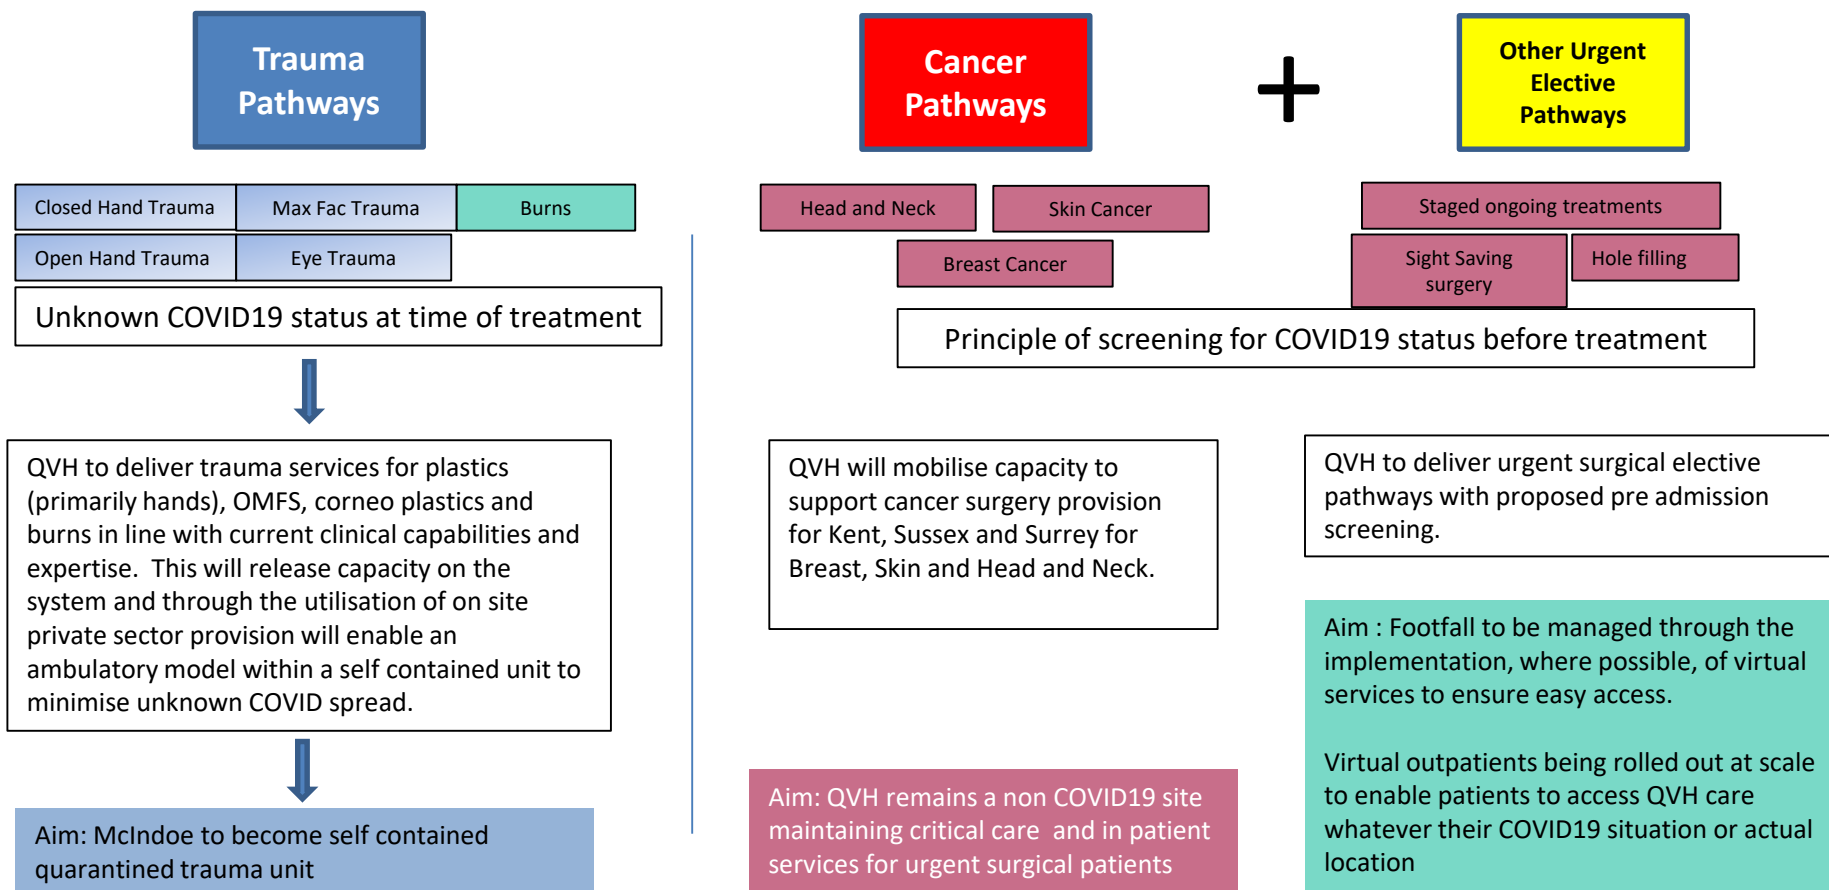 Trauma
Pathways
Closed Hand Trauma
Max Fac Trauma
Burns
Open Hand Trauma
Eye Trauma
Unknown COVID19 status at time of treatment
QVH to deliver trauma services for plastics
(primarily hands), OMFS, corneo plastics and
burns in line with current clinical capabilities and
expertise.  This will release capacity on the
system and through the utilisation of on site
private sector provision will enable an
ambulatory model within a self contained unit to
minimise unknown COVID spread.
Aim: McIndoe to become self contained
quarantined trauma unit
Cancer
Pathways
+
Other Urgent
Elective
Pathways
Head and Neck
Skin Cancer
Breast Cancer
Staged ongoing treatments
Sight Saving
surgery
Hole filling
Principle of screening for COVID19 status before treatment
QVH will mobilise capacity to
support cancer surgery provision
for Kent, Sussex and Surrey for
Breast, Skin and Head and Neck.
Aim: QVH remains a non COVID19 site
maintaining critical care  and in patient
services for urgent surgical patients
QVH to deliver urgent surgical elective
pathways with proposed pre admission
screening.
Aim : Footfall to be managed through the
implementation, where possible, of virtual
services to ensure easy access.
Virtual outpatients being rolled out at scale
to enable patients to access QVH care
whatever their COVID19 situation or actual
location